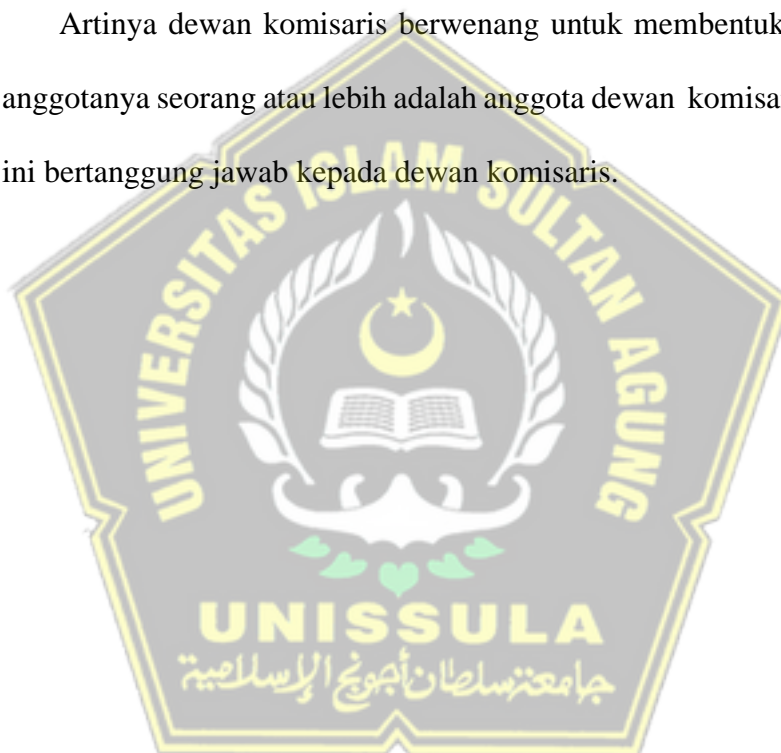 Artinya dewan komisaris berwenang untuk membentuk
anggotanya seorang atau lebih adalah anggota dewan komisa
ini bertanggung jawab kepada dewan komisaris.
UNIVERSITAS ISLAM SULTAN AGUNG
UNISSULA
جامعتنسلطان أجونج الإسلامية